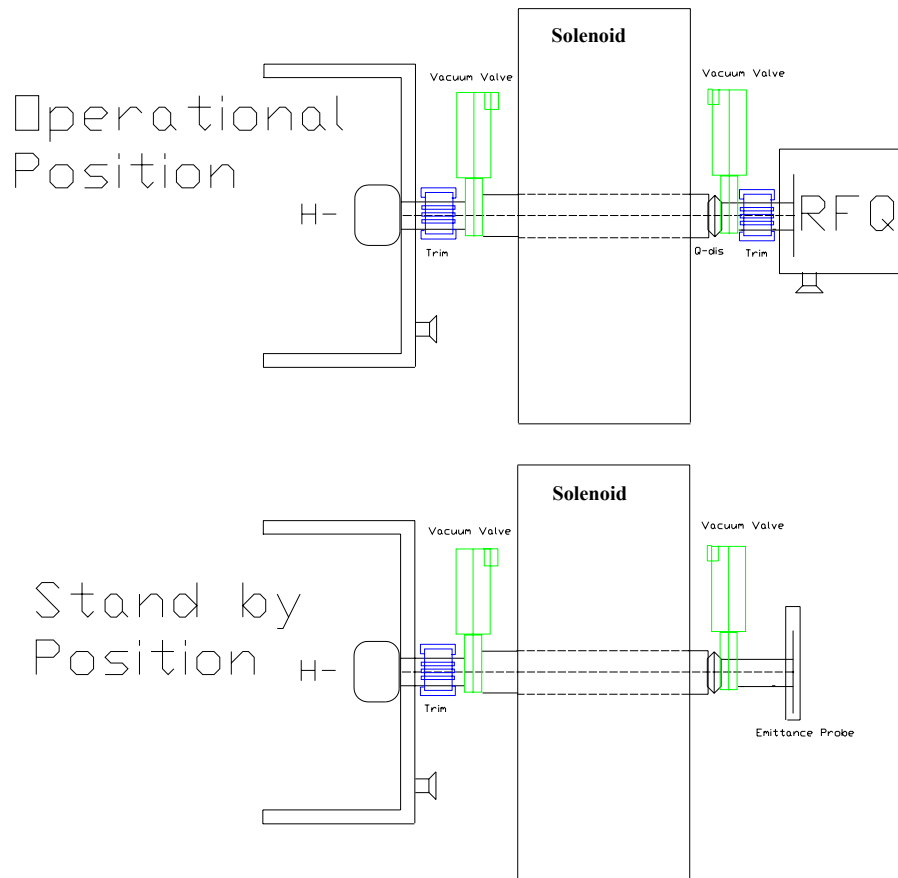 Solenoid
Vacuum Valve
Vacuum Valve
Operational
Position
H-
RFQ
Trim
Q-dis
Trim
Solenoid
Vacuum Valve
Vacuum Valve
Stand by
Position
H-
Trim
Emittance Probe